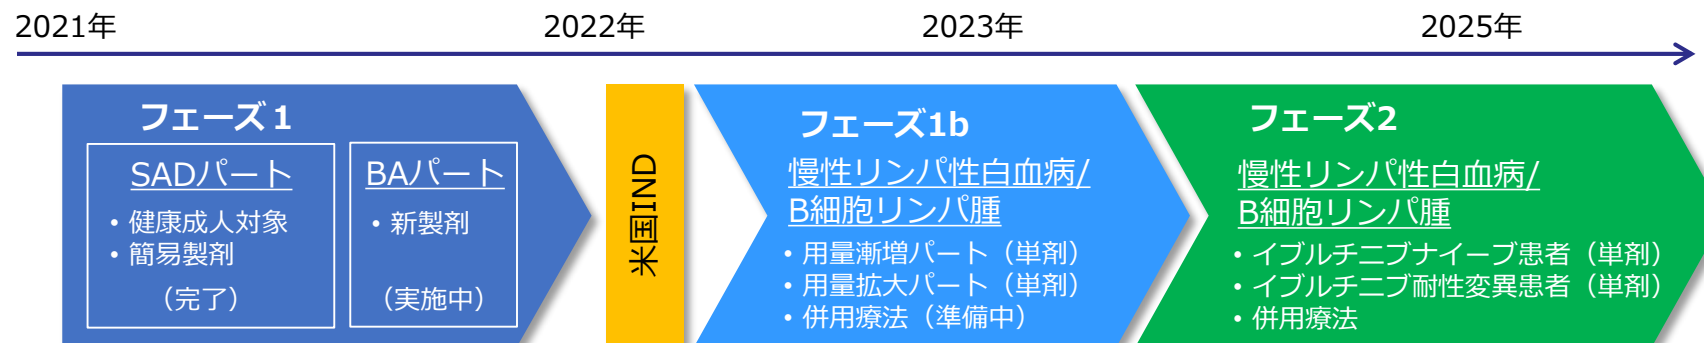 2021年
2022年
2023年
2025年
フェーズ1
SADパート
・健康成人対象
・簡易製剤
（完了）
BAパート
・新製剤
（実施中）
米国IND
フェーズ1b
慢性リンパ性白血病/
B細胞リンパ腫
・用量漸増パート（単剤）
・用量拡大パート（単剤）
・併用療法（準備中）
フェーズ2
慢性リンパ性白血病/
B細胞リンパ腫
・イブルチニブナイーブ患者（単剤）
・イブルチニブ耐性変異患者（単剤）
・併用療法